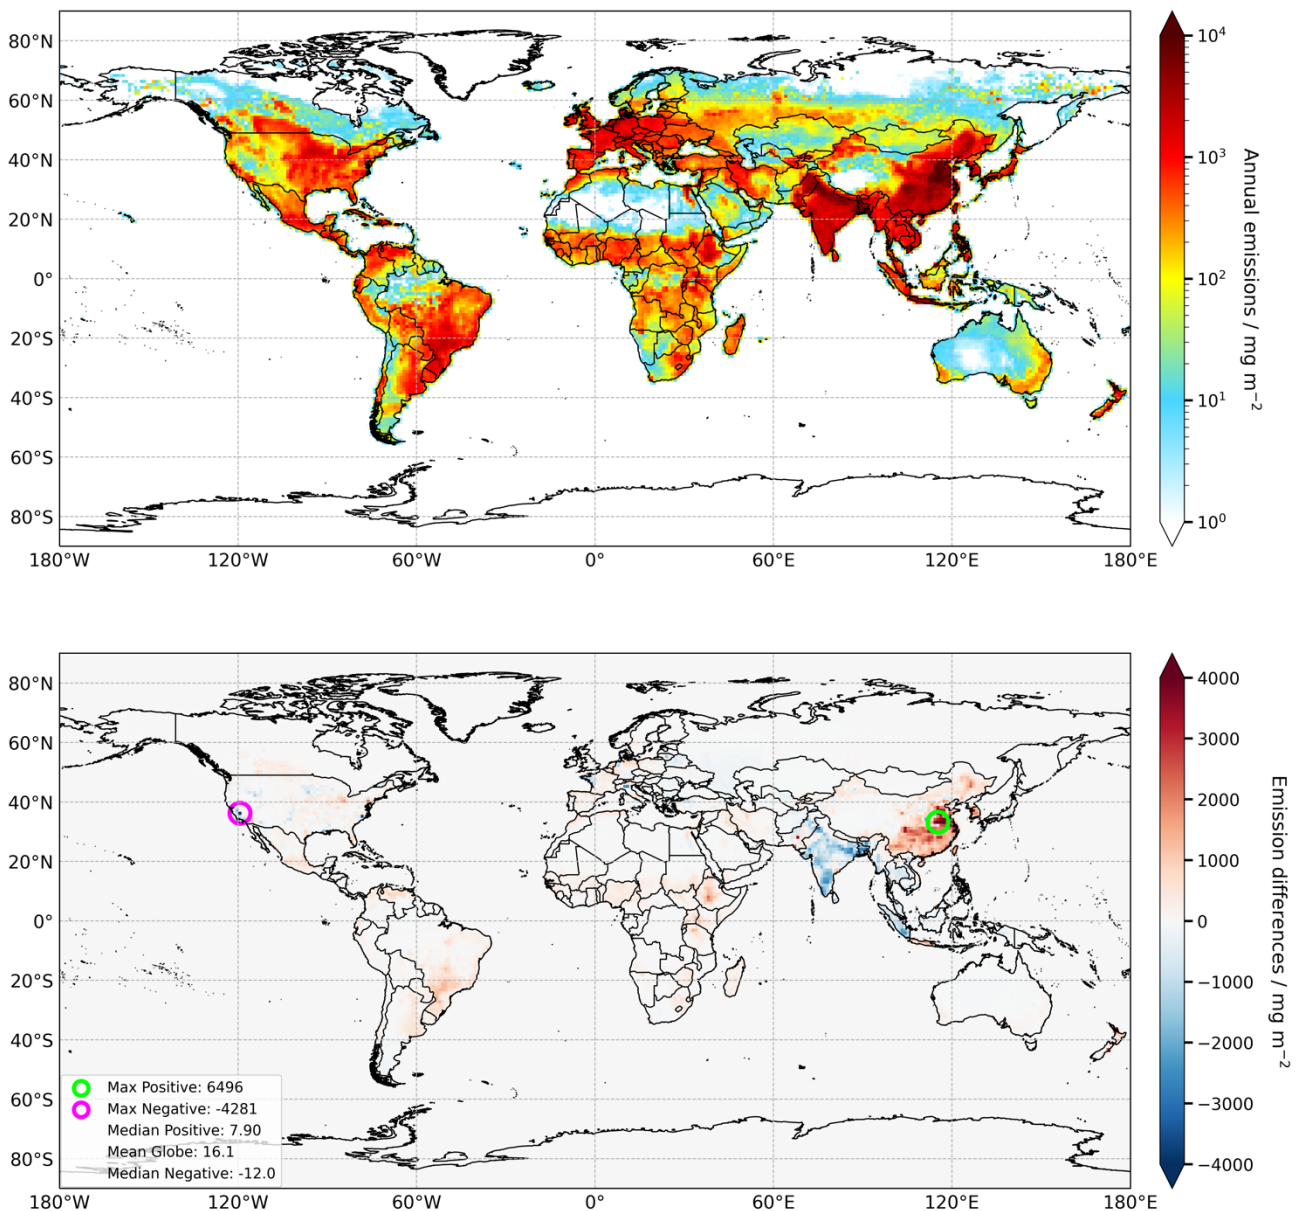 80°N
60°N
40°N
20°N
0°
20°S
40°S
60°S
80°S
180°W 120°W 60°W 0° 60°E 120°E 180°E
10⁴
10³
10²
10¹
10⁰
Annual emissions / mg m⁻²
80°N
60°N
40°N
20°N
0°
20°S
40°S
60°S
80°S
Max Positive: 6496
Max Negative: -4281
Median Positive: 7.90
Mean Globe: 16.1
Median Negative: -12.0
180°W 120°W 60°W 0° 60°E 120°E 180°E
4000
3000
2000
1000
0
−1000
−2000
−3000
−4000
Emission differences / mg m⁻²